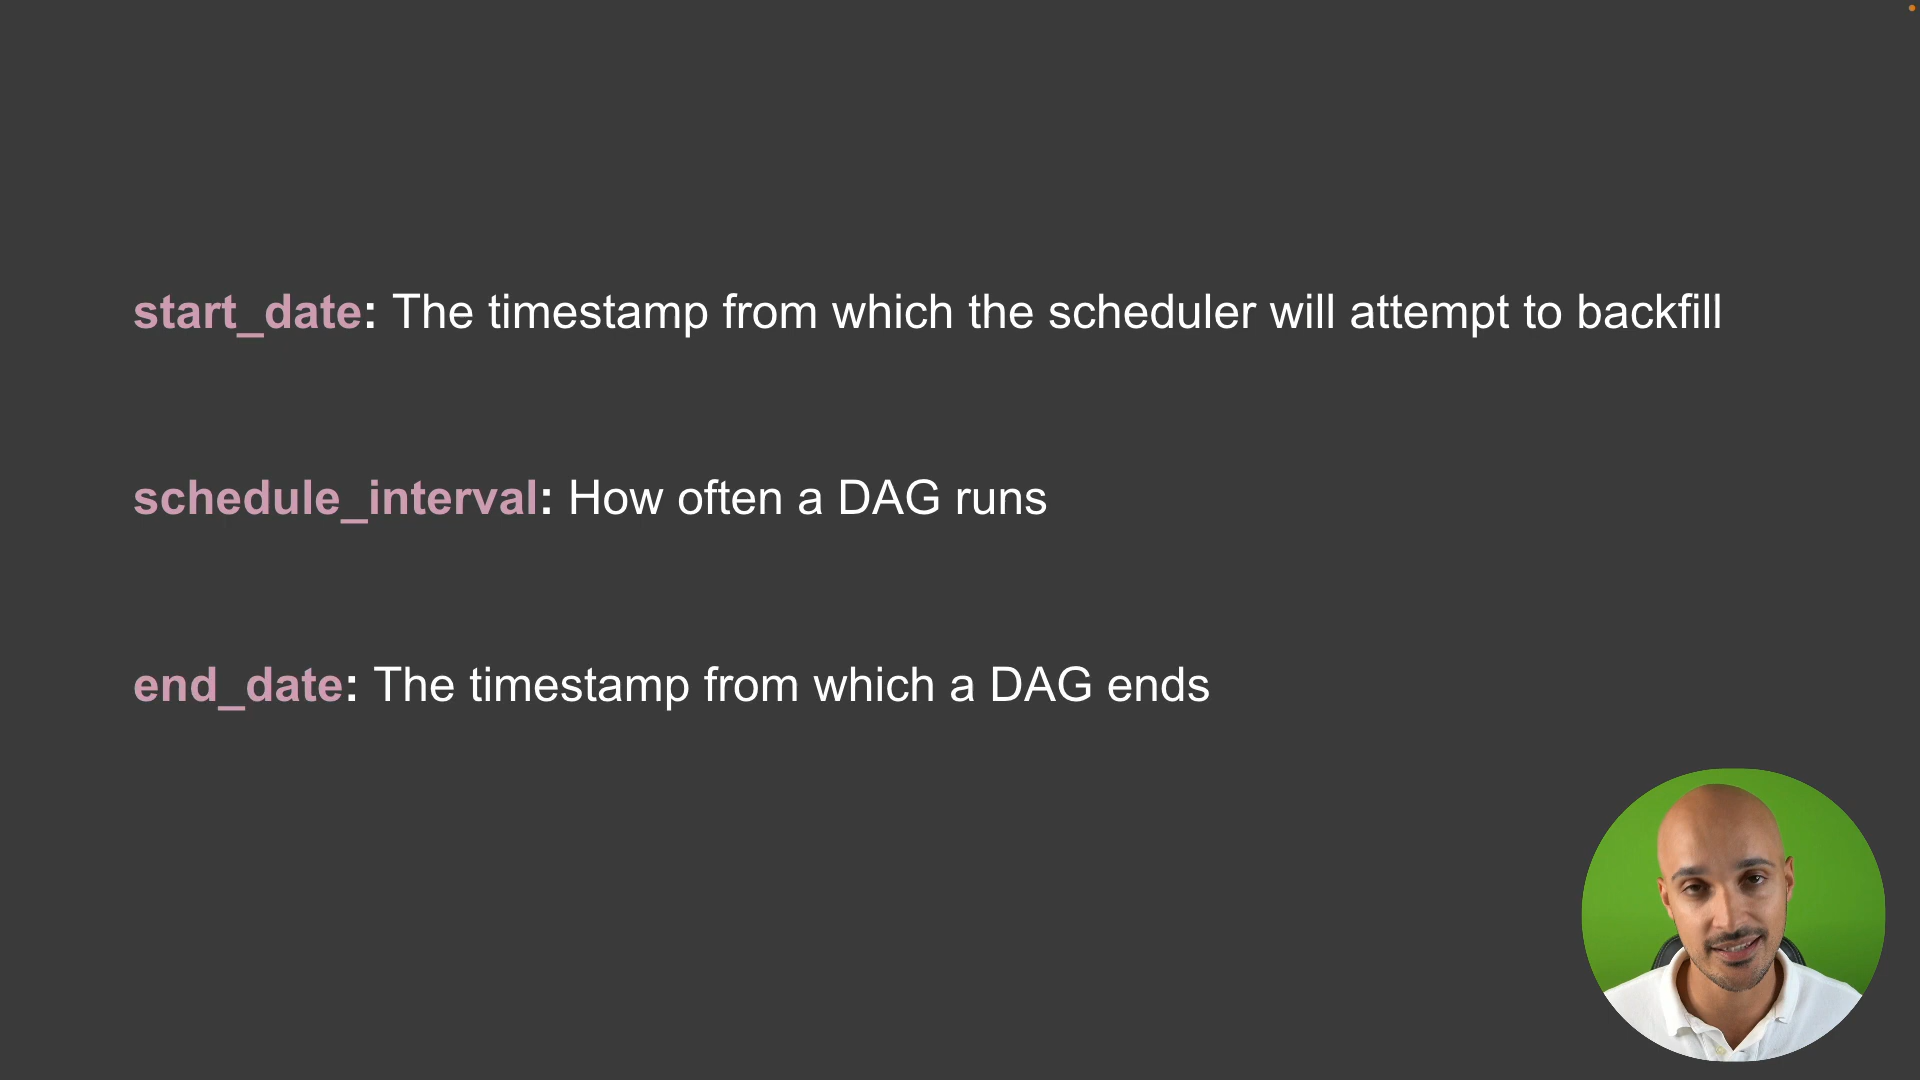 start_date: The timestamp from which the scheduler will attempt to backfill
schedule_interval: How often a DAG runs
end_date: The timestamp from which a DAG ends